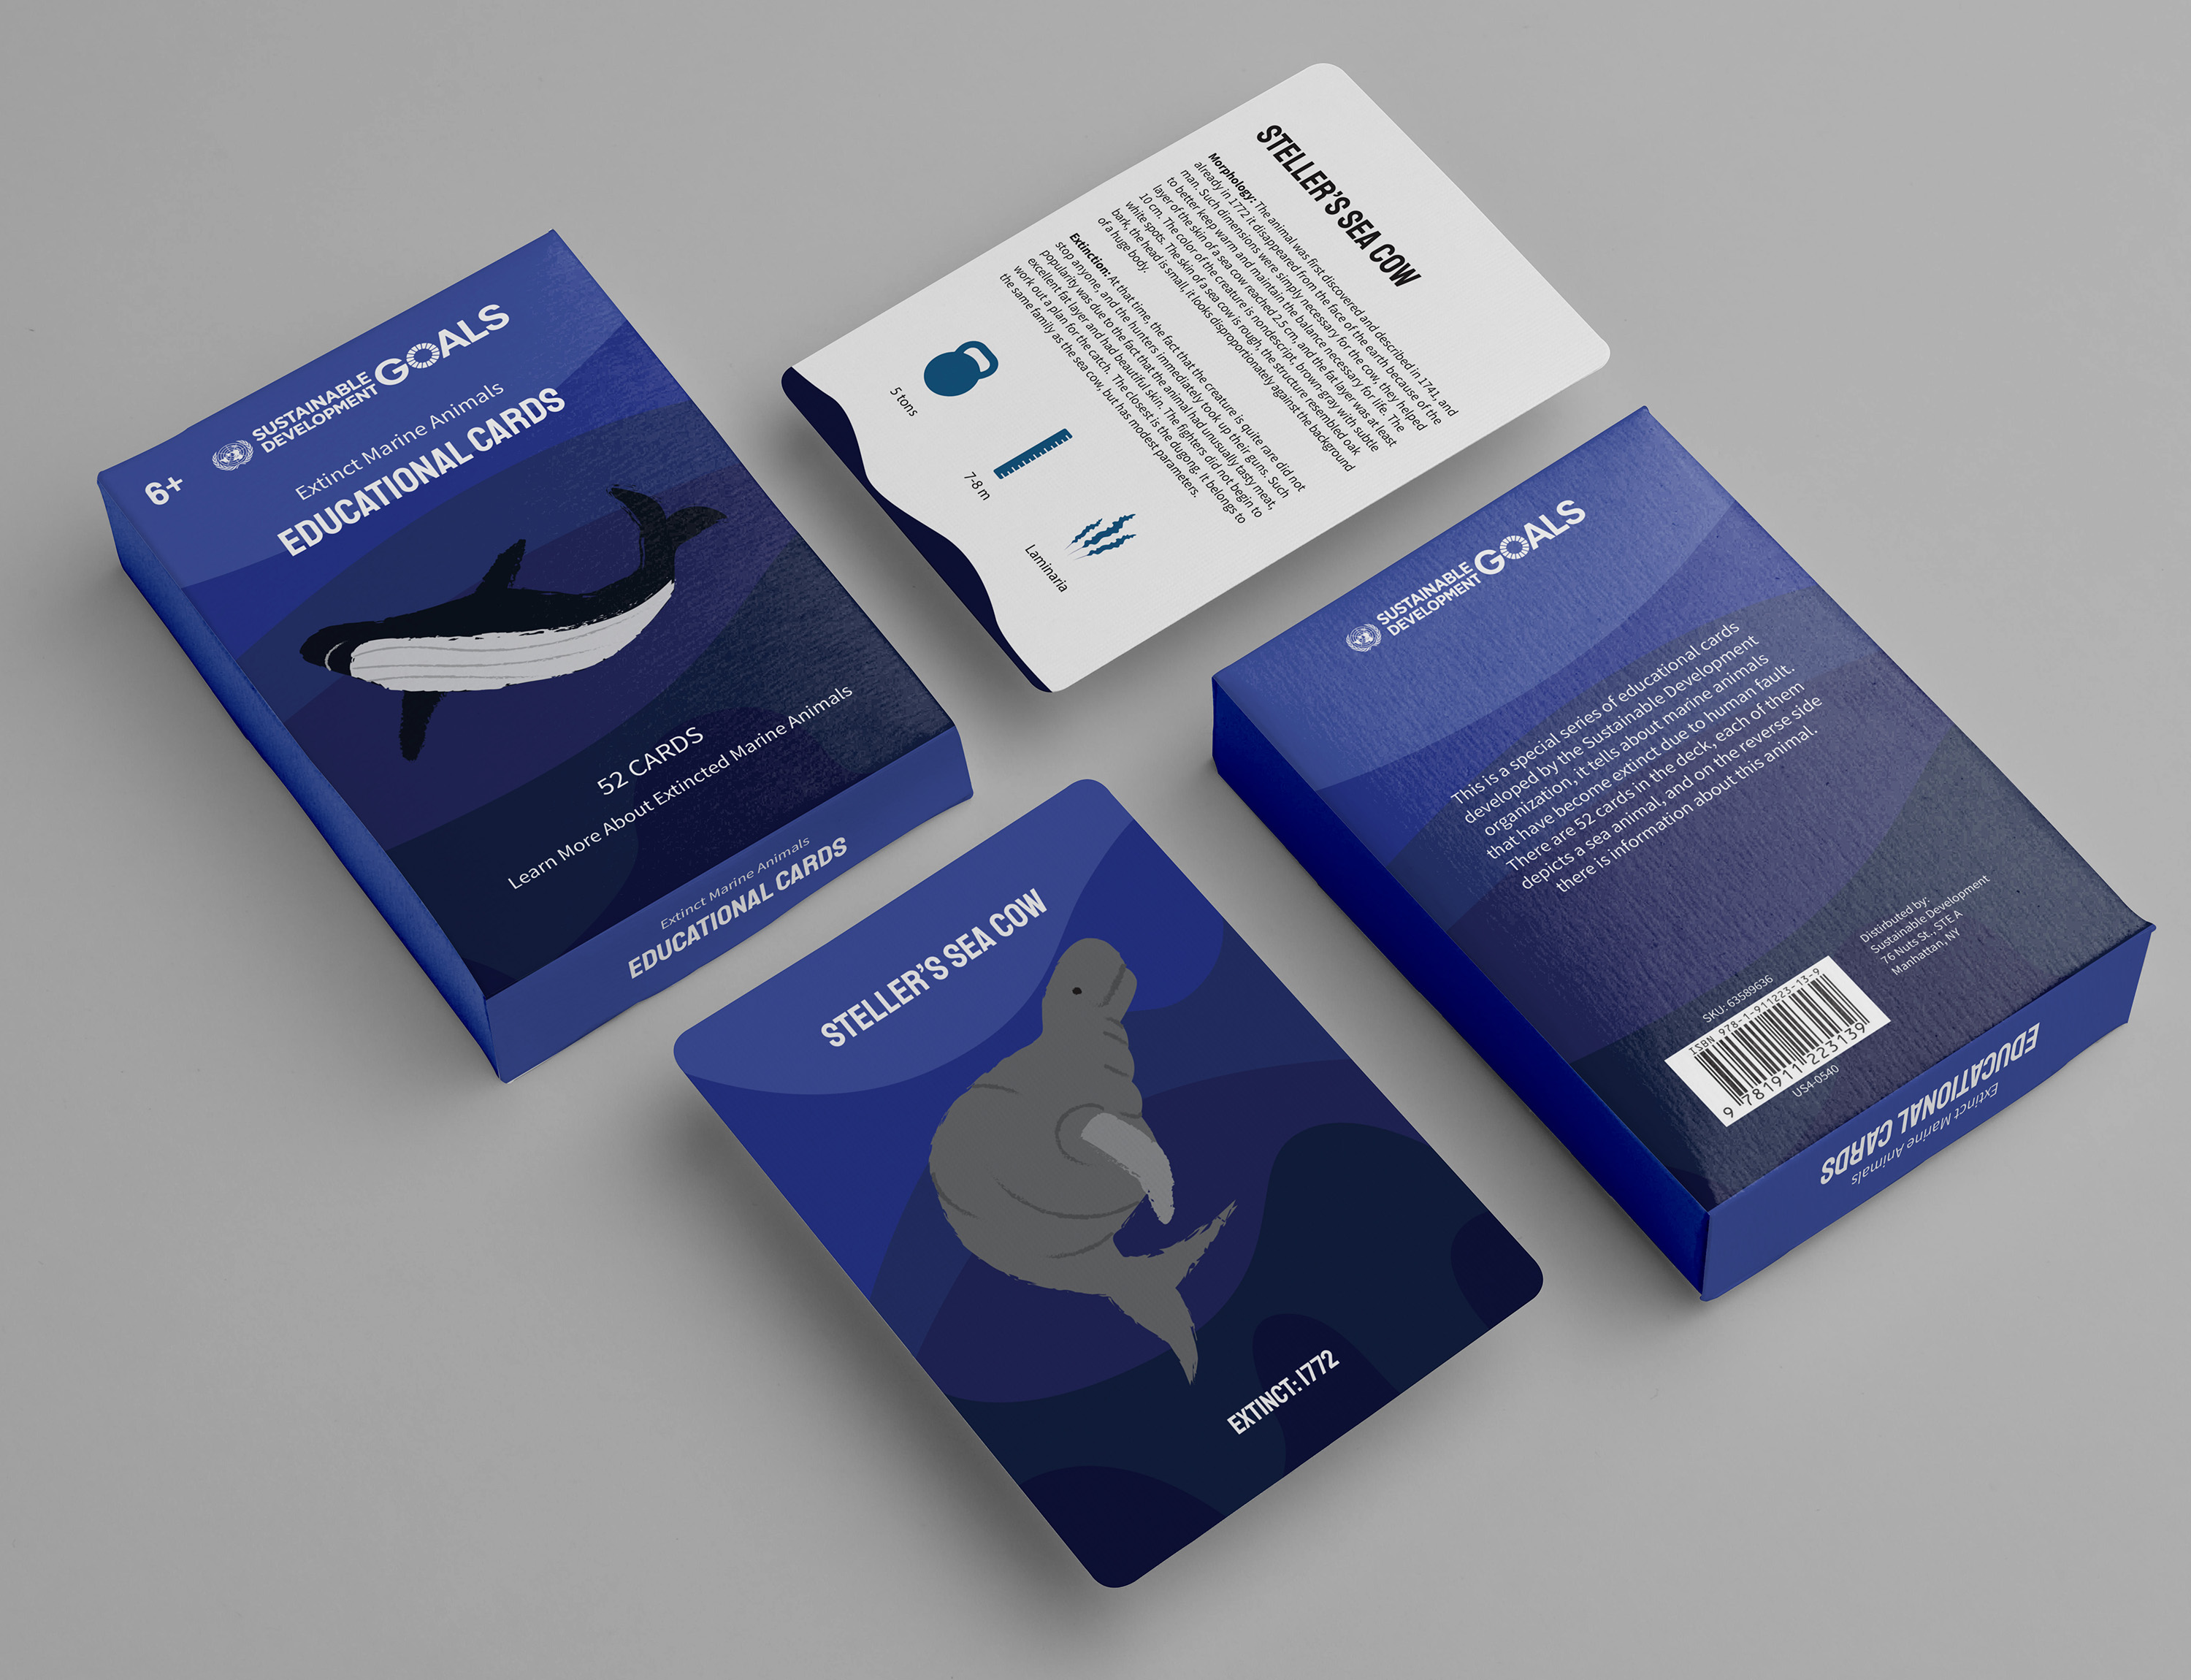 6+
SUSTAINABLE
DEVELOPMENT
GOALS
Extinct Marine Animals
EDUCATIONAL CARDS
52 CARDS
Learn More About Extincted Marine Animals
Extinct Marine Animals
EDUCATIONAL CARDS
STELLER'S SEA COW
Morphology: The animal was first discovered and described in 1741, and
already in 1772 it disappeared from the face of the earth because of the
man. Such dimensions were simply necessary for the cow, they helped
to better keep warm and maintain the balance necessary for life. The
layer of the skin of a sea cow reached 2.5 cm, and the fat layer was at least
10 cm. The color of the creature is nondescript, brown-gray with subtle
white spots. The skin of a sea cow is rough, the structure resembled oak
bark, the head is small, it looks disproportionately against the background
of a huge body.
Extinction: At that time, the fact that the creature is quite rare did not
stop anyone, and the hunters immediately took up their guns. Such
popularity was due to the fact that the animal had unusually tasty meat,
excellent fat layer and had beautiful skin. The fighters did not begin to
work out a plan for the catch. The closest is the dugong. It belongs to
the same family as the sea cow, but has modest parameters.
5 tons
7-8 m
Laminaria
STELLER'S SEA COW
EXTINCT: 1772
SUSTAINABLE
DEVELOPMENT
GOALS
This is a special series of educational cards
developed by the Sustainable Development
organization, it tells about marine animals
that have become extinct due to human fault.
There are 52 cards in the deck, each of them
depicts a sea animal, and on the reverse side
there is information about this animal.
Distirbuted by:
Sustainable Development
76 Nuts St., STE A
Manhattan, NY
SKU: 63589636
ISBN 978-1-911223-13-9
9 781911 223139
US4-0540
Extinct Marine Animals
EDUCATIONAL CARDS